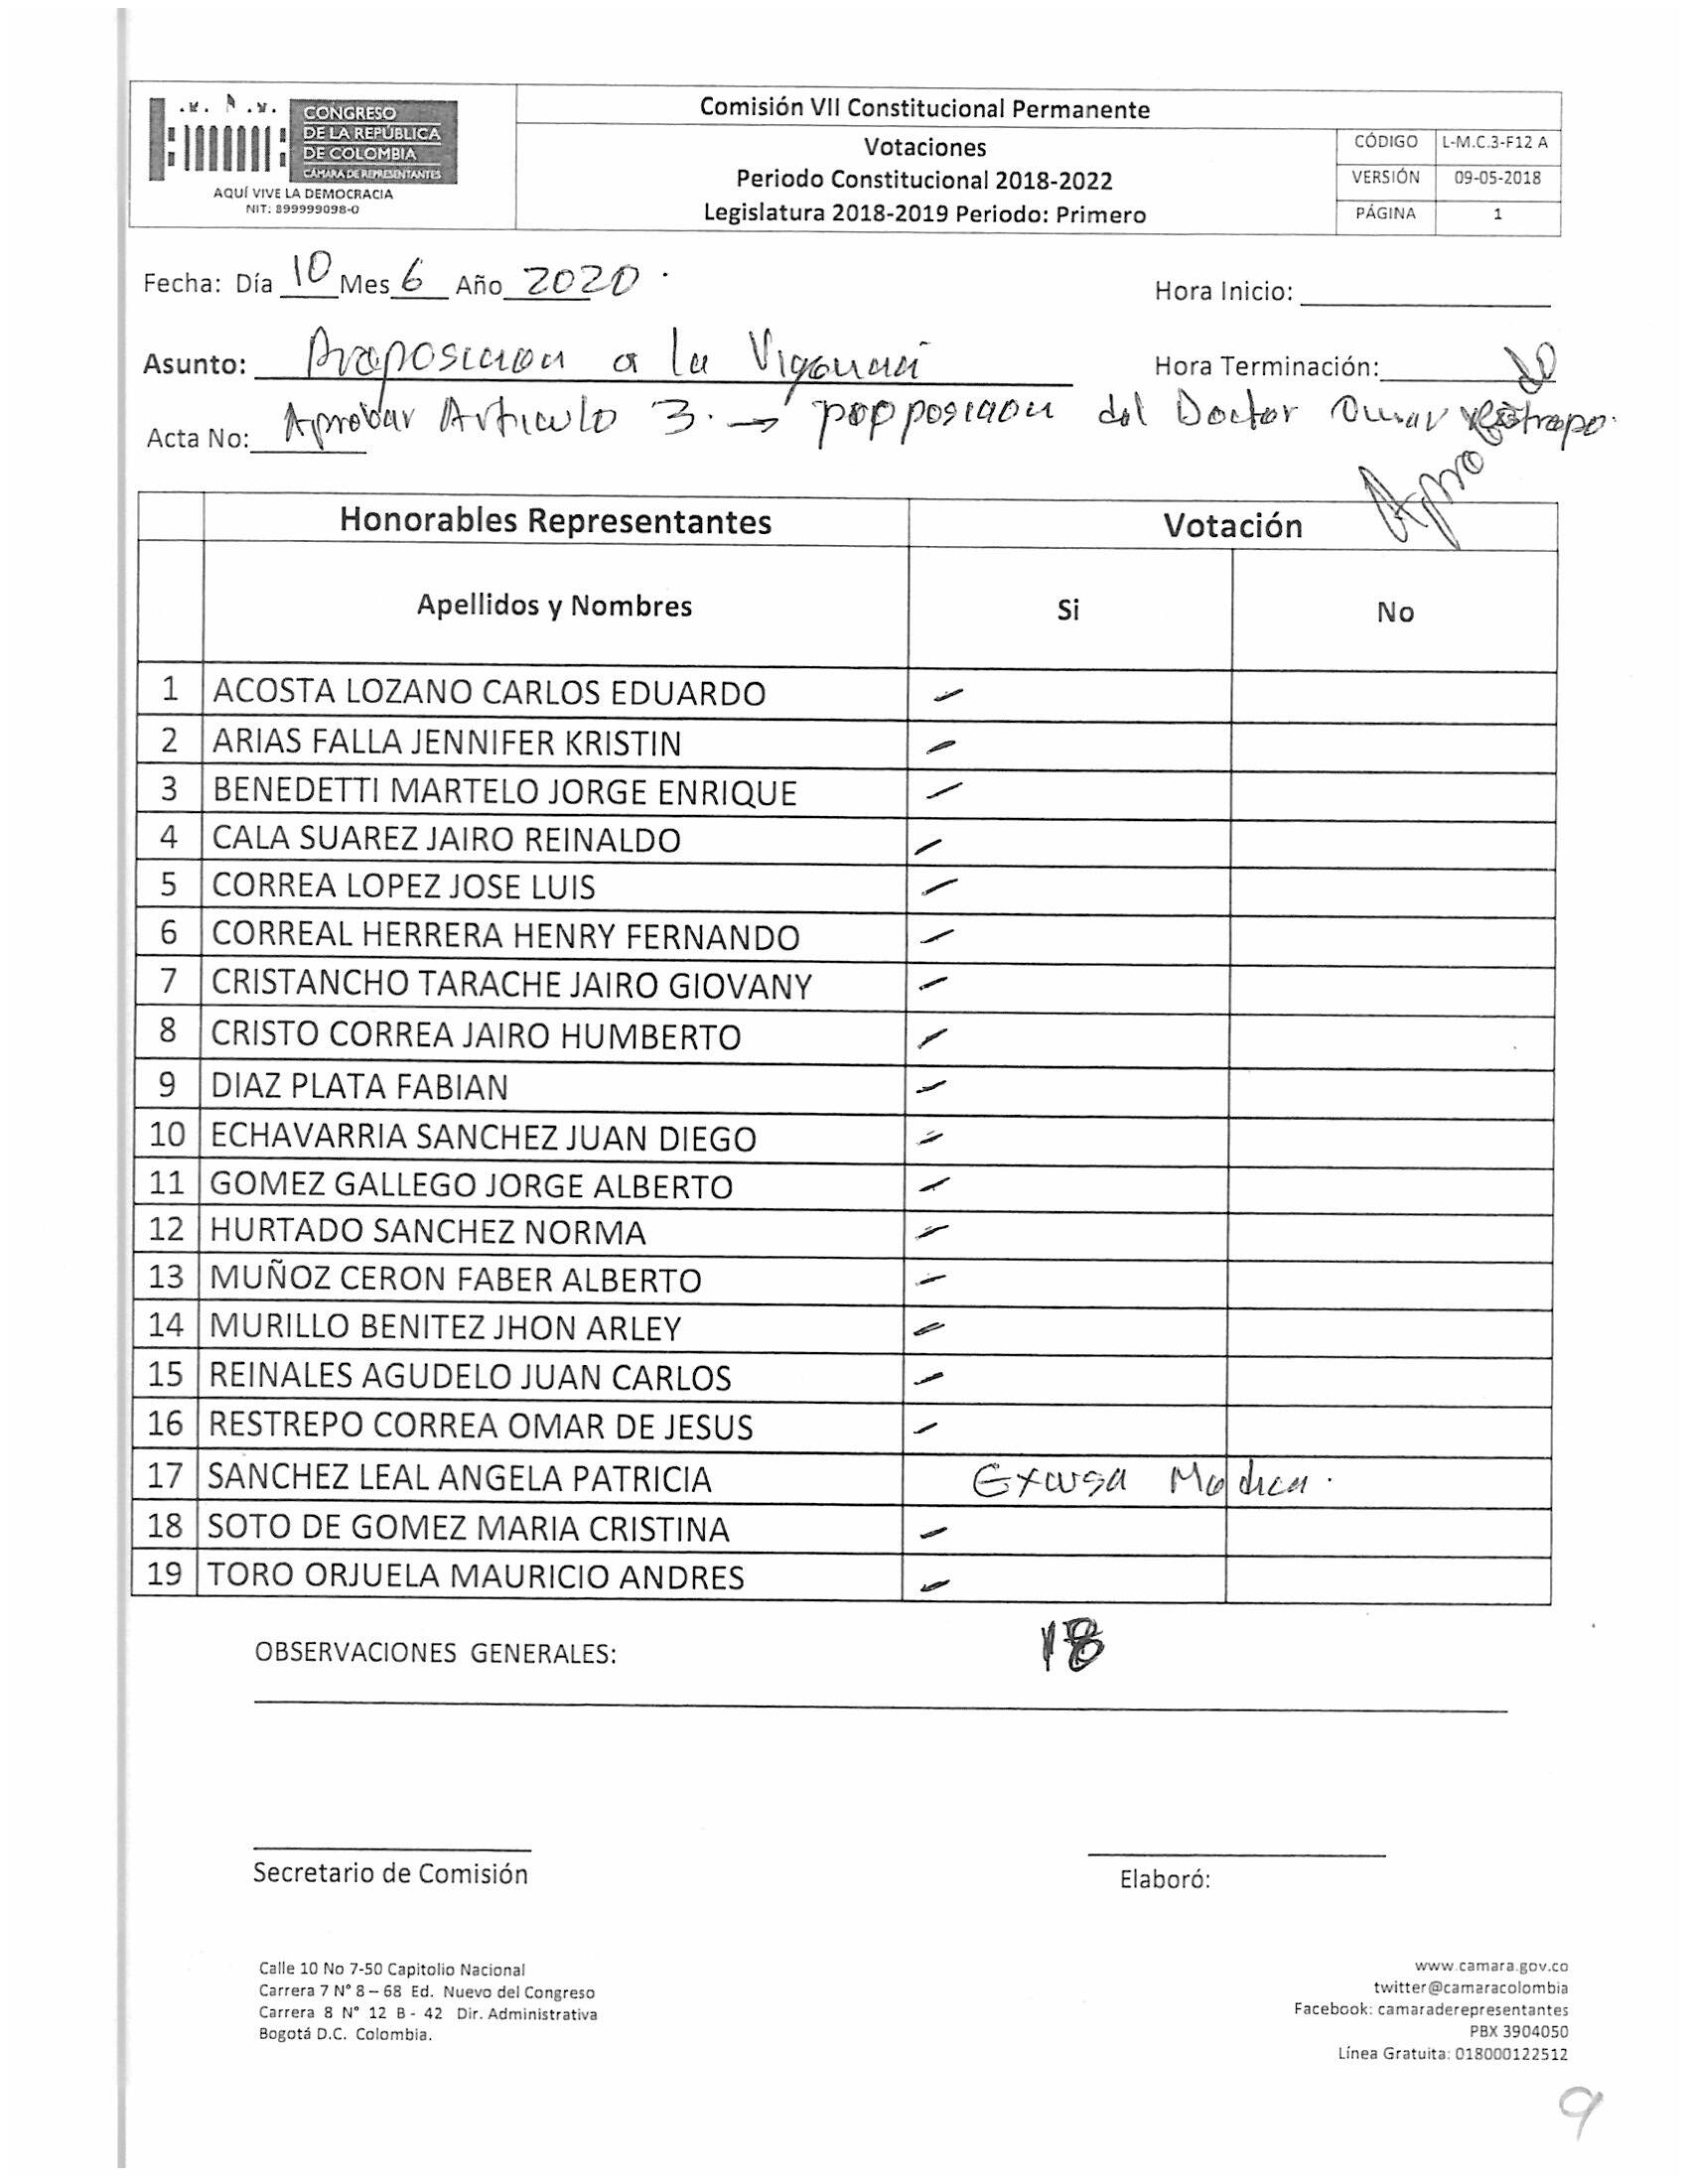 CONGRESO
DE LA REPÚBLICA
DE COLOMBIA
CÁMARA DE REPRESENTANTES
AQUÍ VIVE LA DEMOCRACIA
NIT: 899999098-0
Comisión VII Constitucional Permanente
Votaciones
Periodo Constitucional 2018-2022
Legislatura 2018-2019 Periodo: Primero
CÓDIGO L-M.C.3-F12 A
VERSIÓN 09-05-2018
PÁGINA 1
Fecha: Día 10 Mes 6 Año 2020
Hora Inicio:
Asunto: Proposicion a la
Hora Terminación:
Aprobar Articulo 3. → del Doctor Omar Restrepo.
Acta No:
Honorables Representantes Votación
Apellidos y Nombres Si No
1 ACOSTA LOZANO CARLOS EDUARDO
2 ARIAS FALLA JENNIFER KRISTIN
3 BENEDETTI MARTELO JORGE ENRIQUE
4 CALA SUAREZ JAIRO REINALDO
5 CORREA LOPEZ JOSE LUIS
6 CORREAL HERRERA HENRY FERNANDO
7 CRISTANCHO TARACHE JAIRO GIOVANY
8 CRISTO CORREA JAIRO HUMBERTO
9 DIAZ PLATA FABIAN
10 ECHAVARRIA SANCHEZ JUAN DIEGO
11 GOMEZ GALLEGO JORGE ALBERTO
12 HURTADO SANCHEZ NORMA
13 MUÑOZ CERON FABER ALBERTO
14 MURILLO BENITEZ JHON ARLEY
15 REINALES AGUDELO JUAN CARLOS
16 RESTREPO CORREA OMAR DE JESUS
17 SANCHEZ LEAL ANGELA PATRICIA Excusa Medica.
18 SOTO DE GOMEZ MARIA CRISTINA
19 TORO ORJUELA MAURICIO ANDRES
OBSERVACIONES GENERALES: 18
Secretario de Comisión
Elaboró:
Calle 10 No 7-50 Capitolio Nacional
Carrera 7 N° 8 – 68 Ed. Nuevo del Congreso
Carrera 8 N° 12 B - 42 Dir. Administrativa
Bogotá D.C. Colombia.
www.camara.gov.co
twitter@camaracolombia
Facebook: camaraderepresentantes
PBX 3904050
Línea Gratuita: 018000122512
9